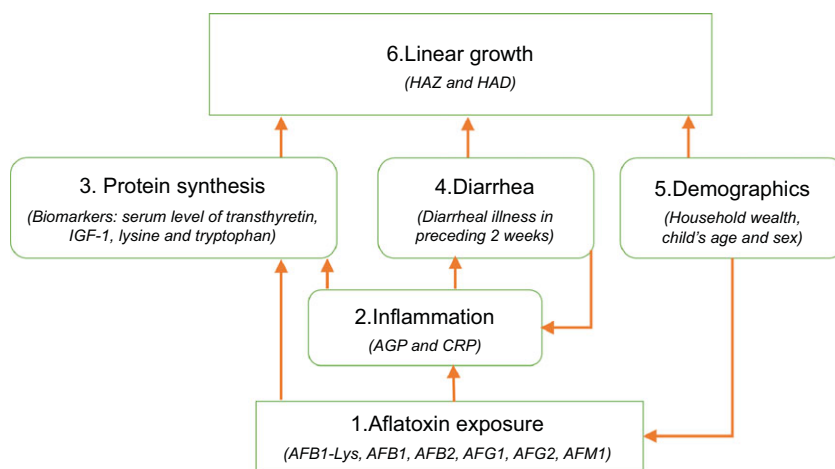 6.Linear growth
(HAZ and HAD)
3. Protein synthesis
(Biomarkers: serum level of transthyretin,
IGF-1, lysine and tryptophan)
4.Diarrhea
(Diarrheal illness in
preceding 2 weeks)
5.Demographics
(Household wealth,
child's age and sex)
2.Inflammation
(AGP and CRP)
1.Aflatoxin exposure
(AFB1-Lys, AFB1, AFB2, AFG1, AFG2, AFM1)